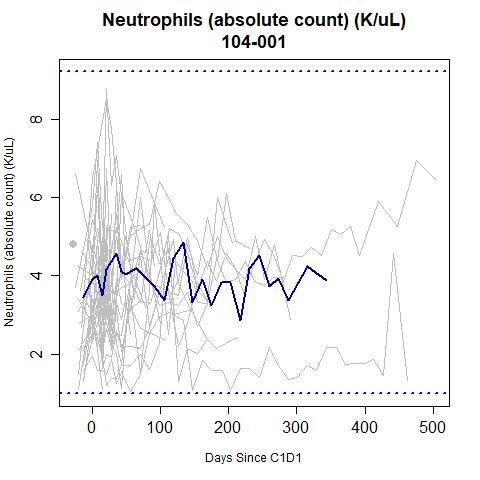 Neutrophils (absolute count) (K/uL)
104-001
Neutrophils (absolute count) (K/uL)
8
6
4
2
0 100 200 300 400 500
Days Since C1D1